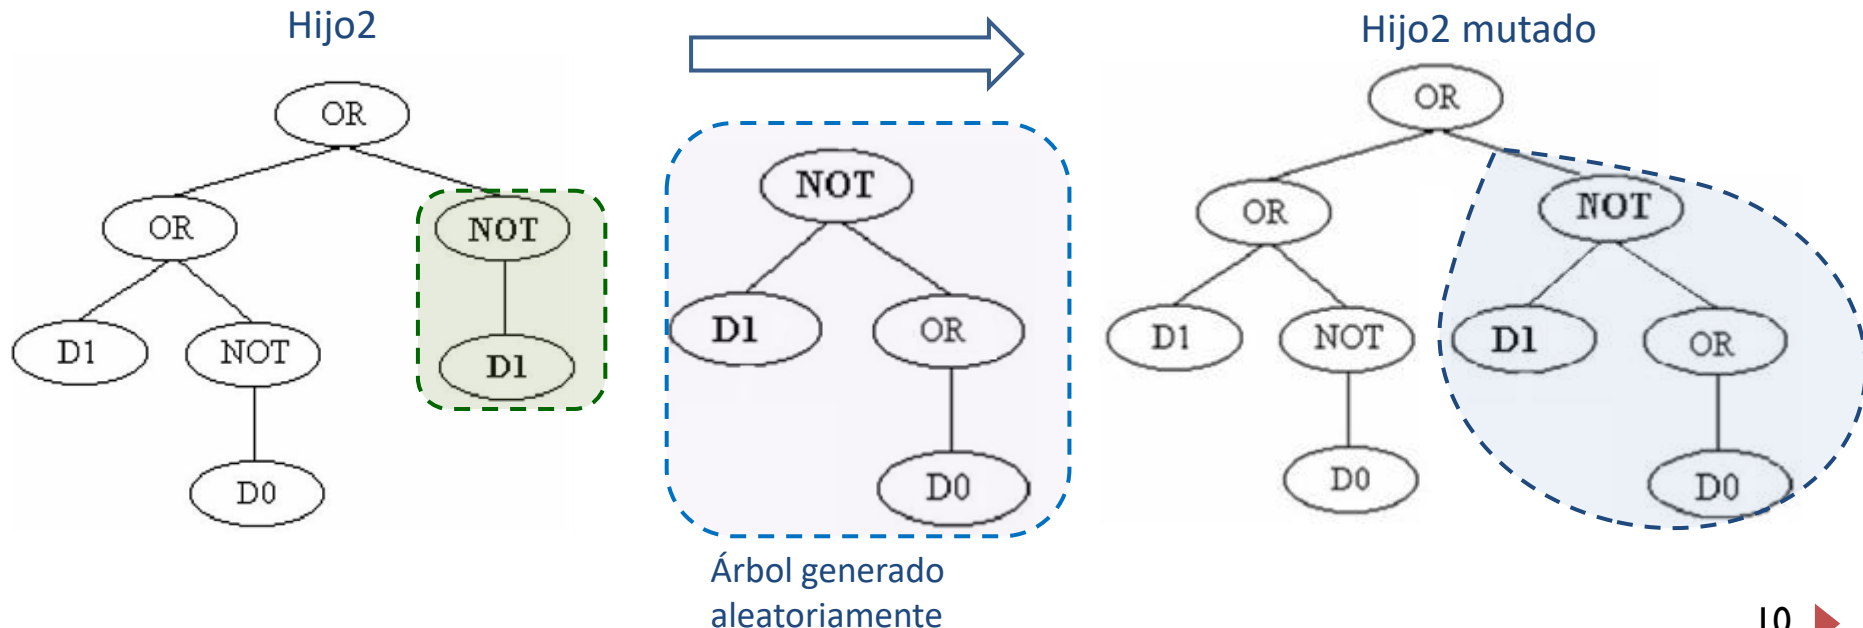 Hijo2
Hijo2 mutado
OR
OR
NOT
D1
NOT
D1
D0
NOT
D1
OR
D0
Árbol generado
aleatoriamente
OR
OR
NOT
D1
NOT
D1
OR
D0
D0
10